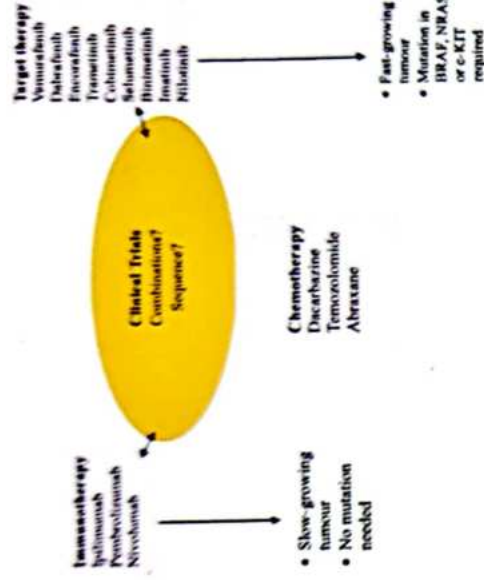 Immunotherapy
Ipilimumab
Pembrolizumab
Nivolumab
• Slow-growing
tumour
• No mutation
needed
Clinical Trials
Combinations?
Sequence?
Chemotherapy
Dacarbazine
Temozolomide
Abraxane
Target therapy
Vemurafenib
Dabrafenib
Encorafenib
Trametinib
Cobimetinib
Selumetinib
Binimetinib
Imatinib
Nilotinib
• Fast-growing
tumour
• Mutation in
BRAF, NRAS
or c-KIT
required